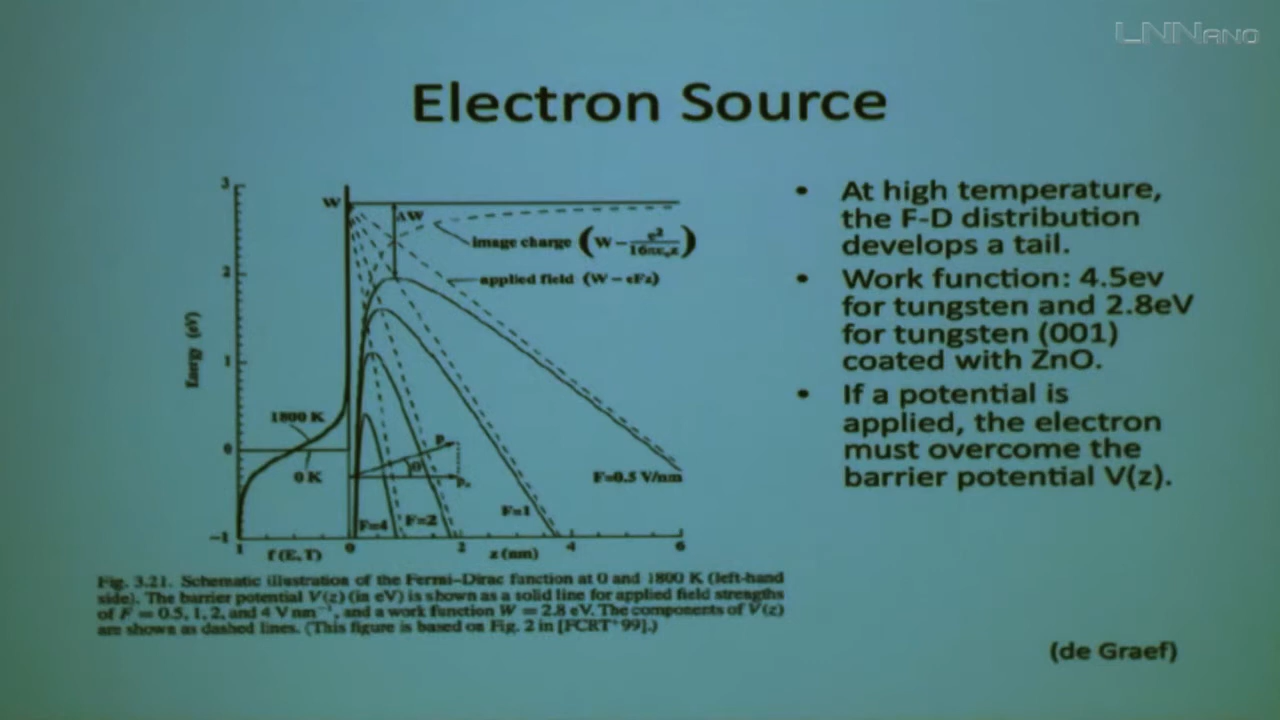 LNNANO
Electron Source
3
2
1
0
-1
Energy (eV)
W
ΔW
image charge (W − e²/16πε₀z)
applied field (W − eFz)
1800 K
0 K
p
θ
F=0.5 V/nm
F=1
F=2
F=4
1
f (E, T)
0
2
z (nm)
4
6
Fig. 3.21. Schematic illustration of the Fermi–Dirac function at 0 and 1800 K (left-hand
side). The barrier potential V(z) (in eV) is shown as a solid line for applied field strengths
of F = 0.5, 1, 2, and 4 V nm⁻¹, and a work function W = 2.8 eV. The components of V(z)
are shown as dashed lines. (This figure is based on Fig. 2 in [FCRT+99].)
• At high temperature,
the F-D distribution
develops a tail.
• Work function: 4.5ev
for tungsten and 2.8eV
for tungsten (001)
coated with ZnO.
• If a potential is
applied, the electron
must overcome the
barrier potential V(z).
(de Graef)